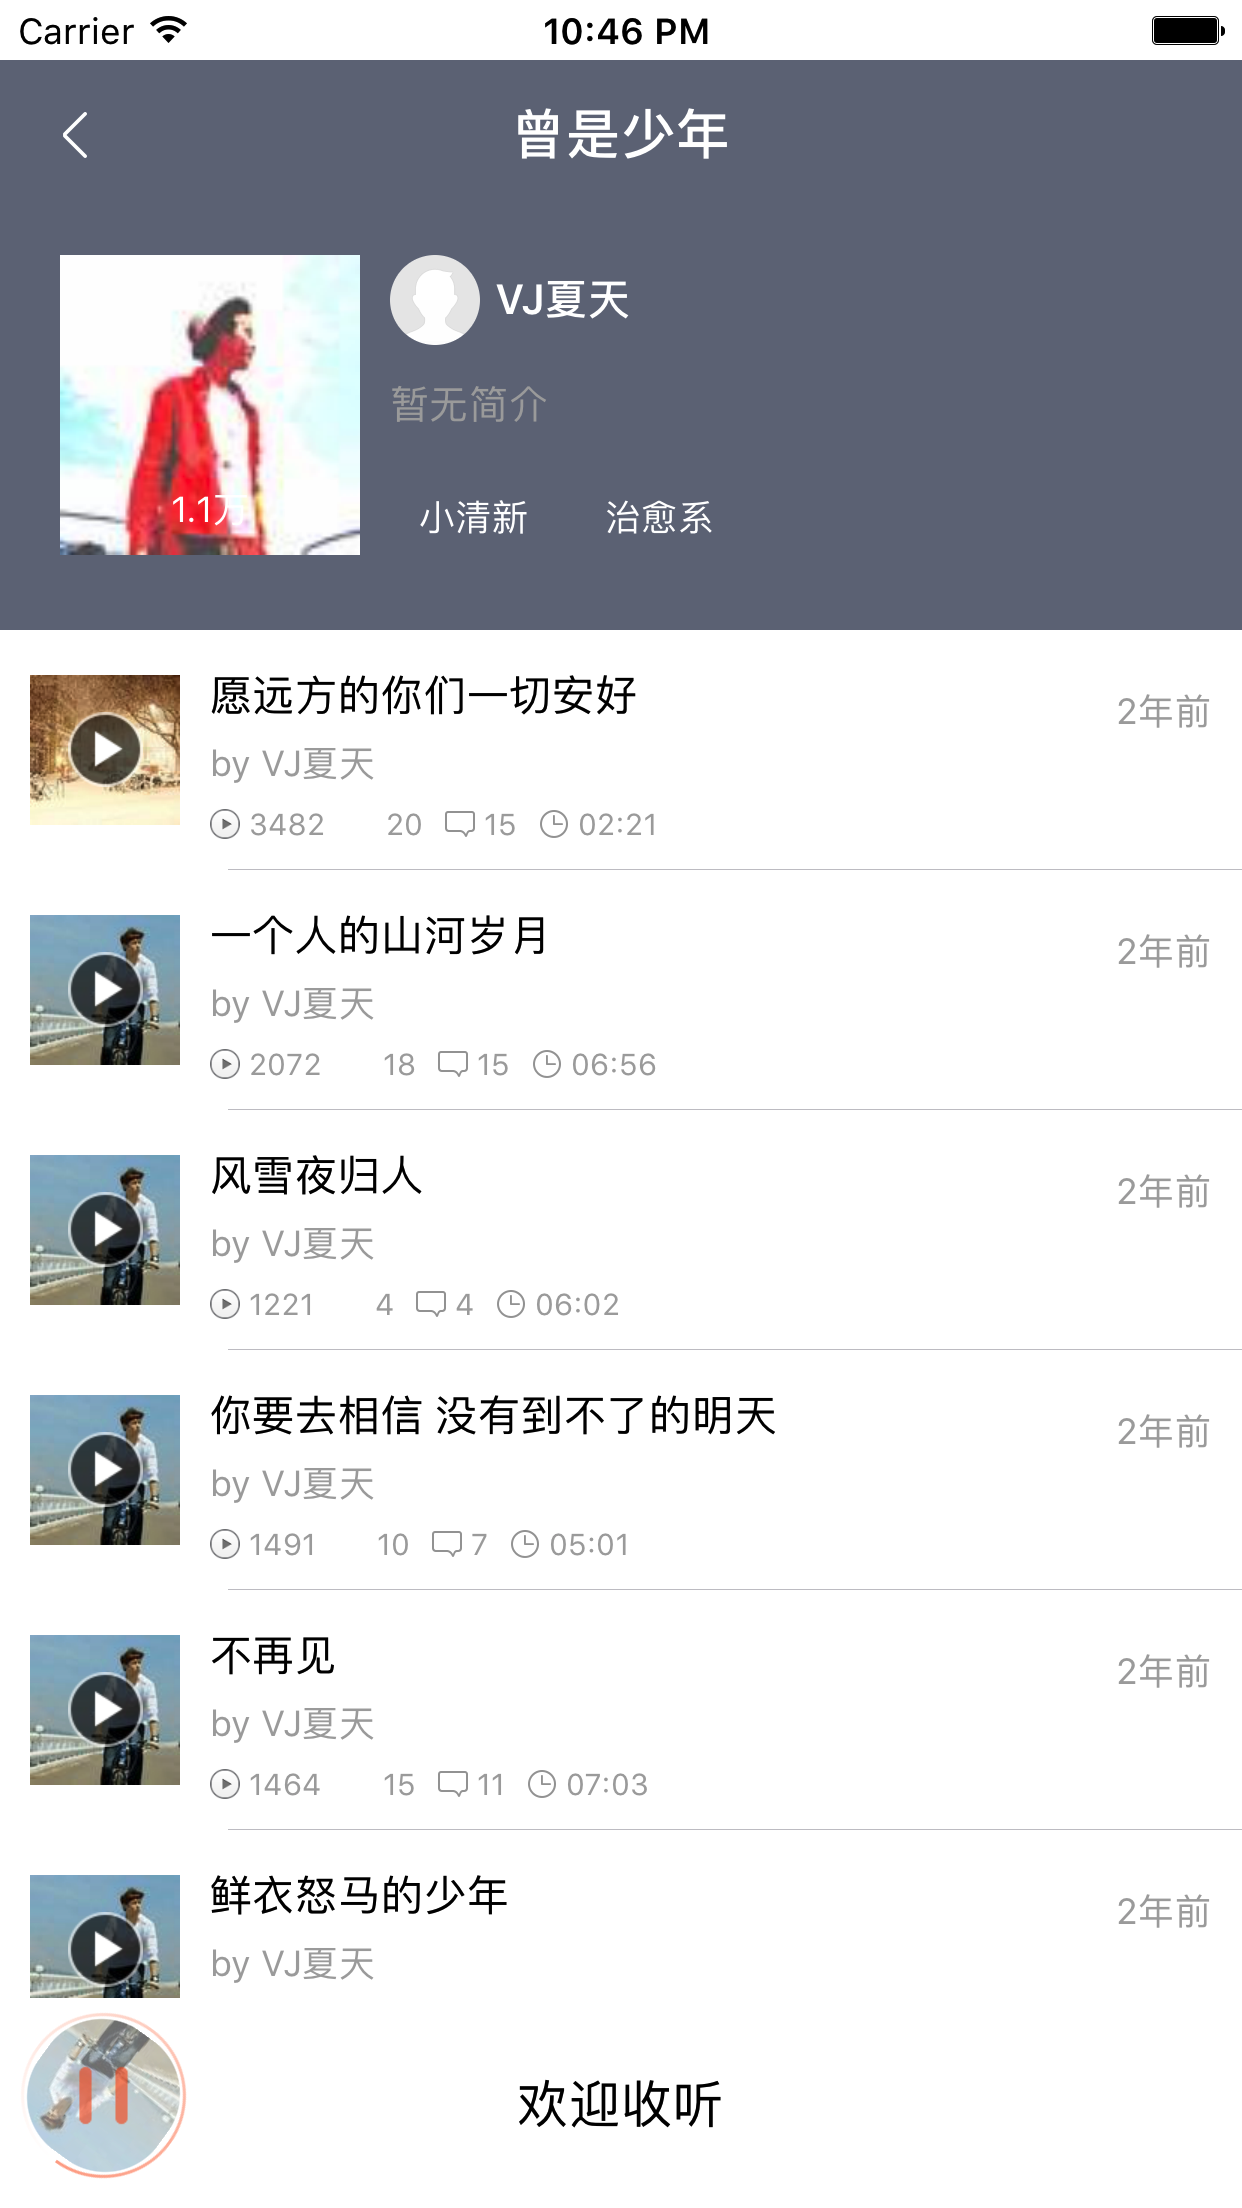 Carrier 10:46 PM
曾是少年
VJ夏天
暂无简介
1.1万
小清新 治愈系
愿远方的你们一切安好
2年前
by VJ夏天
3482 20 15 02:21
一个人的山河岁月
2年前
by VJ夏天
2072 18 15 06:56
风雪夜归人
2年前
by VJ夏天
1221 4 4 06:02
你要去相信 没有到不了的明天
2年前
by VJ夏天
1491 10 7 05:01
不再见
2年前
by VJ夏天
1464 15 11 07:03
鲜衣怒马的少年
2年前
by VJ夏天
欢迎收听